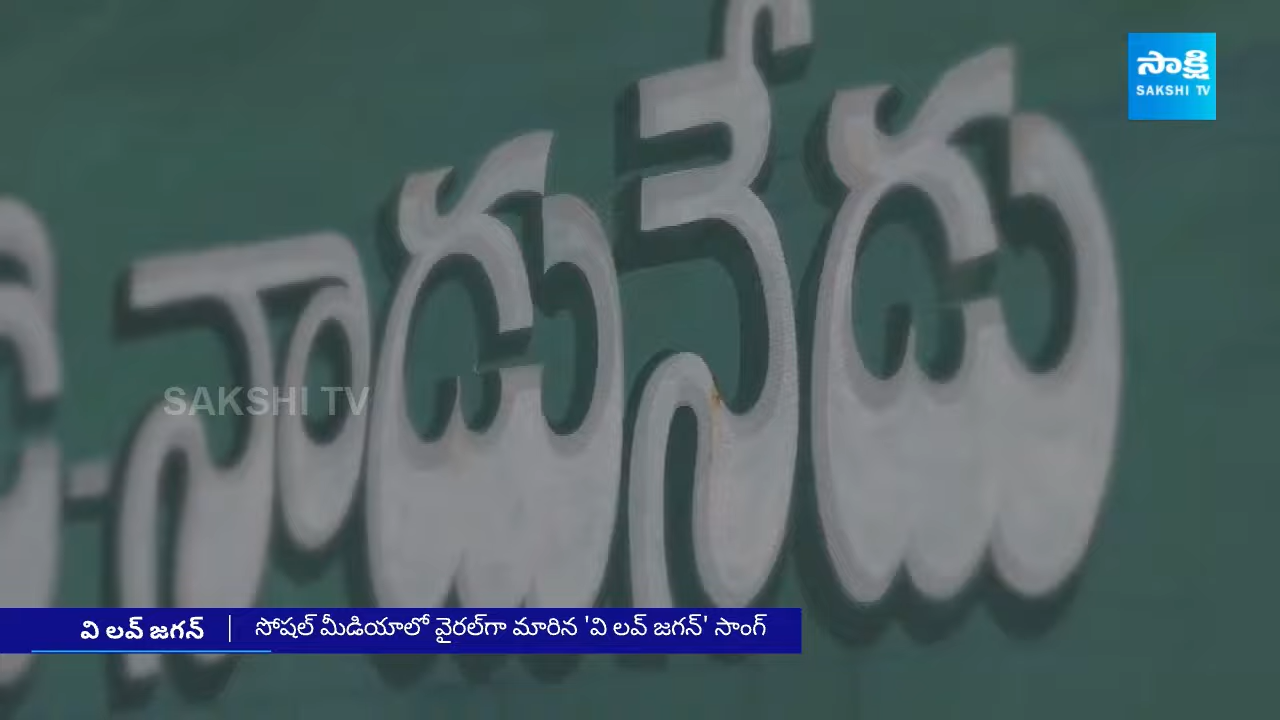 సాక్షి
SAKSHI TV
-నాడునేడు
SAKSHI TV
వి లవ్ జగన్ | సోషల్ మీడియాలో వైరల్‌గా మారిన 'వి లవ్ జగన్' సాంగ్